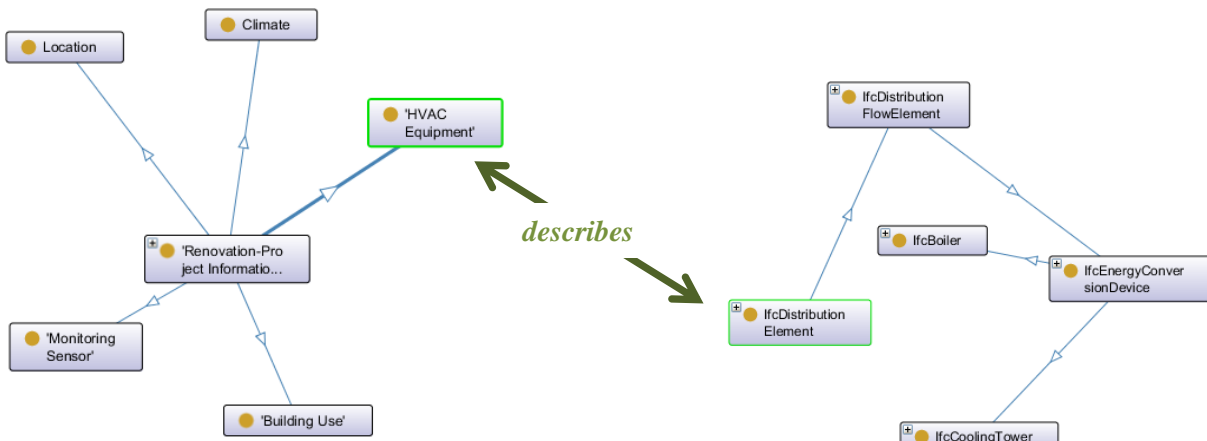 Climate
Location
'HVAC
Equipment'
IfcDistribution
FlowElement
describes
'Renovation-Pro
ject Informatio...
IfcBoiler
IfcEnergyConver
sionDevice
IfcDistribution
Element
'Monitoring
Sensor'
'Building Use'
IfcCoolingTower